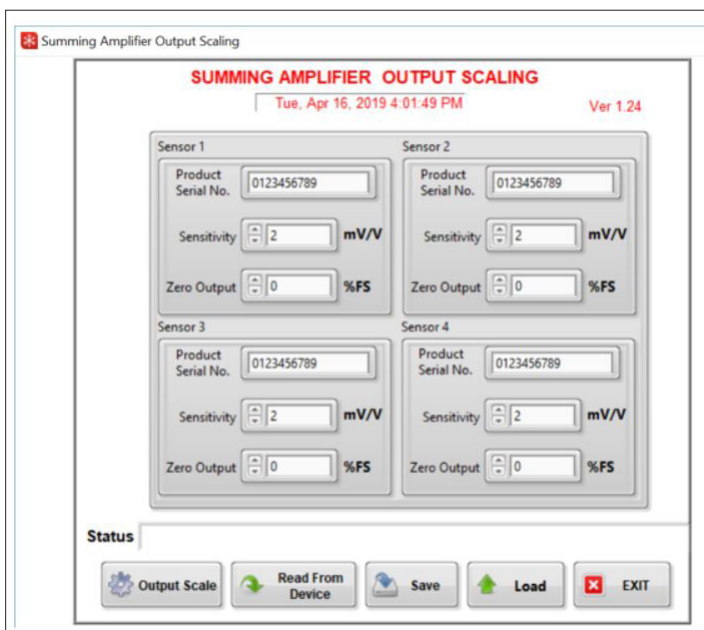 Summing Amplifier Output Scaling
SUMMING AMPLIFIER OUTPUT SCALING
Tue, Apr 16, 2019 4:01:49 PM
Ver 1.24
Sensor 1
Product
Serial No.
0123456789
Sensitivity 2 mV/V
Zero Output 0 %FS
Sensor 2
Product
Serial No.
0123456789
Sensitivity 2 mV/V
Zero Output 0 %FS
Sensor 3
Product
Serial No.
0123456789
Sensitivity 2 mV/V
Zero Output 0 %FS
Sensor 4
Product
Serial No.
0123456789
Sensitivity 2 mV/V
Zero Output 0 %FS
Status
Output Scale
Read From
Device
Save
Load
EXIT